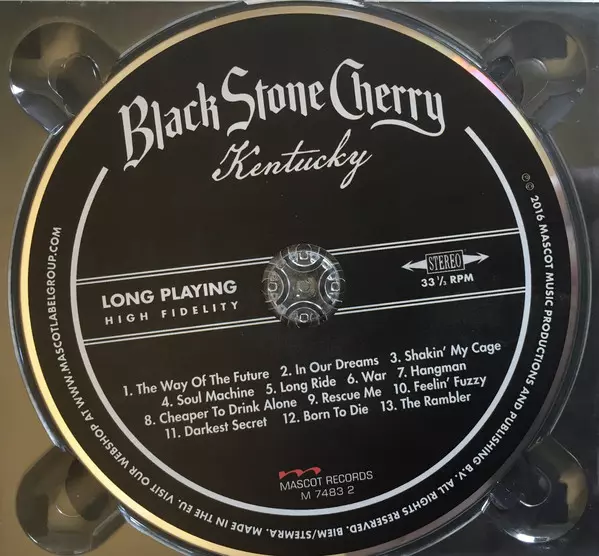 Black Stone Cherry
Kentucky
LONG PLAYING
HIGH FIDELITY
STEREO
33 ⅓ RPM
1. The Way Of The Future 2. In Our Dreams 3. Shakin' My Cage
4. Soul Machine 5. Long Ride 6. War 7. Hangman
8. Cheaper To Drink Alone 9. Rescue Me 10. Feelin' Fuzzy
11. Darkest Secret 12. Born To Die 13. The Rambler
MASCOT RECORDS
M 7483 2
℗ © 2016 MASCOT MUSIC PRODUCTIONS AND PUBLISHING B.V. ALL RIGHTS RESERVED. BIEM/STEMRA. MADE IN THE EU. VISIT OUR WEBSHOP AT WWW.MASCOTLABELGROUP.COM